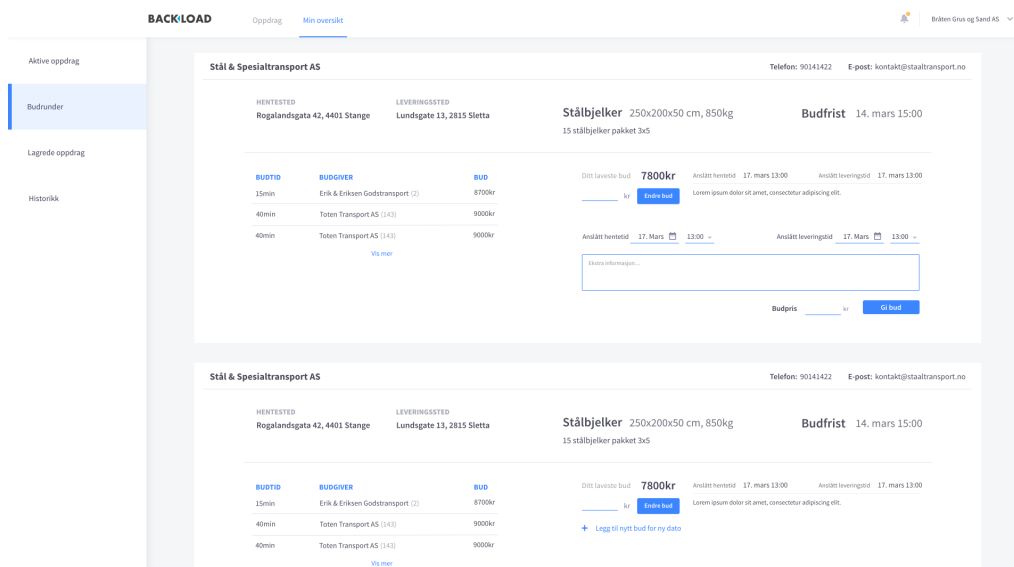 BACKLOAD
Oppdrag
Min oversikt
Bråten Grus og Sand AS
Aktive oppdrag
Budrunder
Lagrede oppdrag
Historikk
Stål & Spesialtransport AS
Telefon: 90141422 E-post: kontakt@staaltransport.no
HENTESTED
Rogalandsgata 42, 4401 Stange
LEVERINGSSTED
Lundsgate 13, 2815 Sletta
Stålbjelker 250x200x50 cm, 850kg
15 stålbjelker pakket 3x5
Budfrist 14. mars 15:00
BUDTID BUDGIVER BUD
15min Erik & Eriksen Godstransport (2) 8700kr
40min Toten Transport AS (143) 9000kr
40min Toten Transport AS (143) 9000kr
Vis mer
Ditt laveste bud 7800kr
kr Endre bud
Anslått hentetid 17. mars 13:00 Anslått leveringstid 17. mars 13:00
Lorem ipsum dolor sit amet, consectetur adipiscing elit.
Anslått hentetid 17. Mars 13:00 Anslått leveringstid 17. Mars 13:00
Ekstra informasjon...
Budpris kr Gi bud
Stål & Spesialtransport AS
Telefon: 90141422 E-post: kontakt@staaltransport.no
HENTESTED
Rogalandsgata 42, 4401 Stange
LEVERINGSSTED
Lundsgate 13, 2815 Sletta
Stålbjelker 250x200x50 cm, 850kg
15 stålbjelker pakket 3x5
Budfrist 14. mars 15:00
BUDTID BUDGIVER BUD
15min Erik & Eriksen Godstransport (2) 8700kr
40min Toten Transport AS (143) 9000kr
40min Toten Transport AS (143) 9000kr
Vis mer
Ditt laveste bud 7800kr
kr Endre bud
Anslått hentetid 17. mars 13:00 Anslått leveringstid 17. mars 13:00
Lorem ipsum dolor sit amet, consectetur adipiscing elit.
+ Legg til nytt bud for ny dato